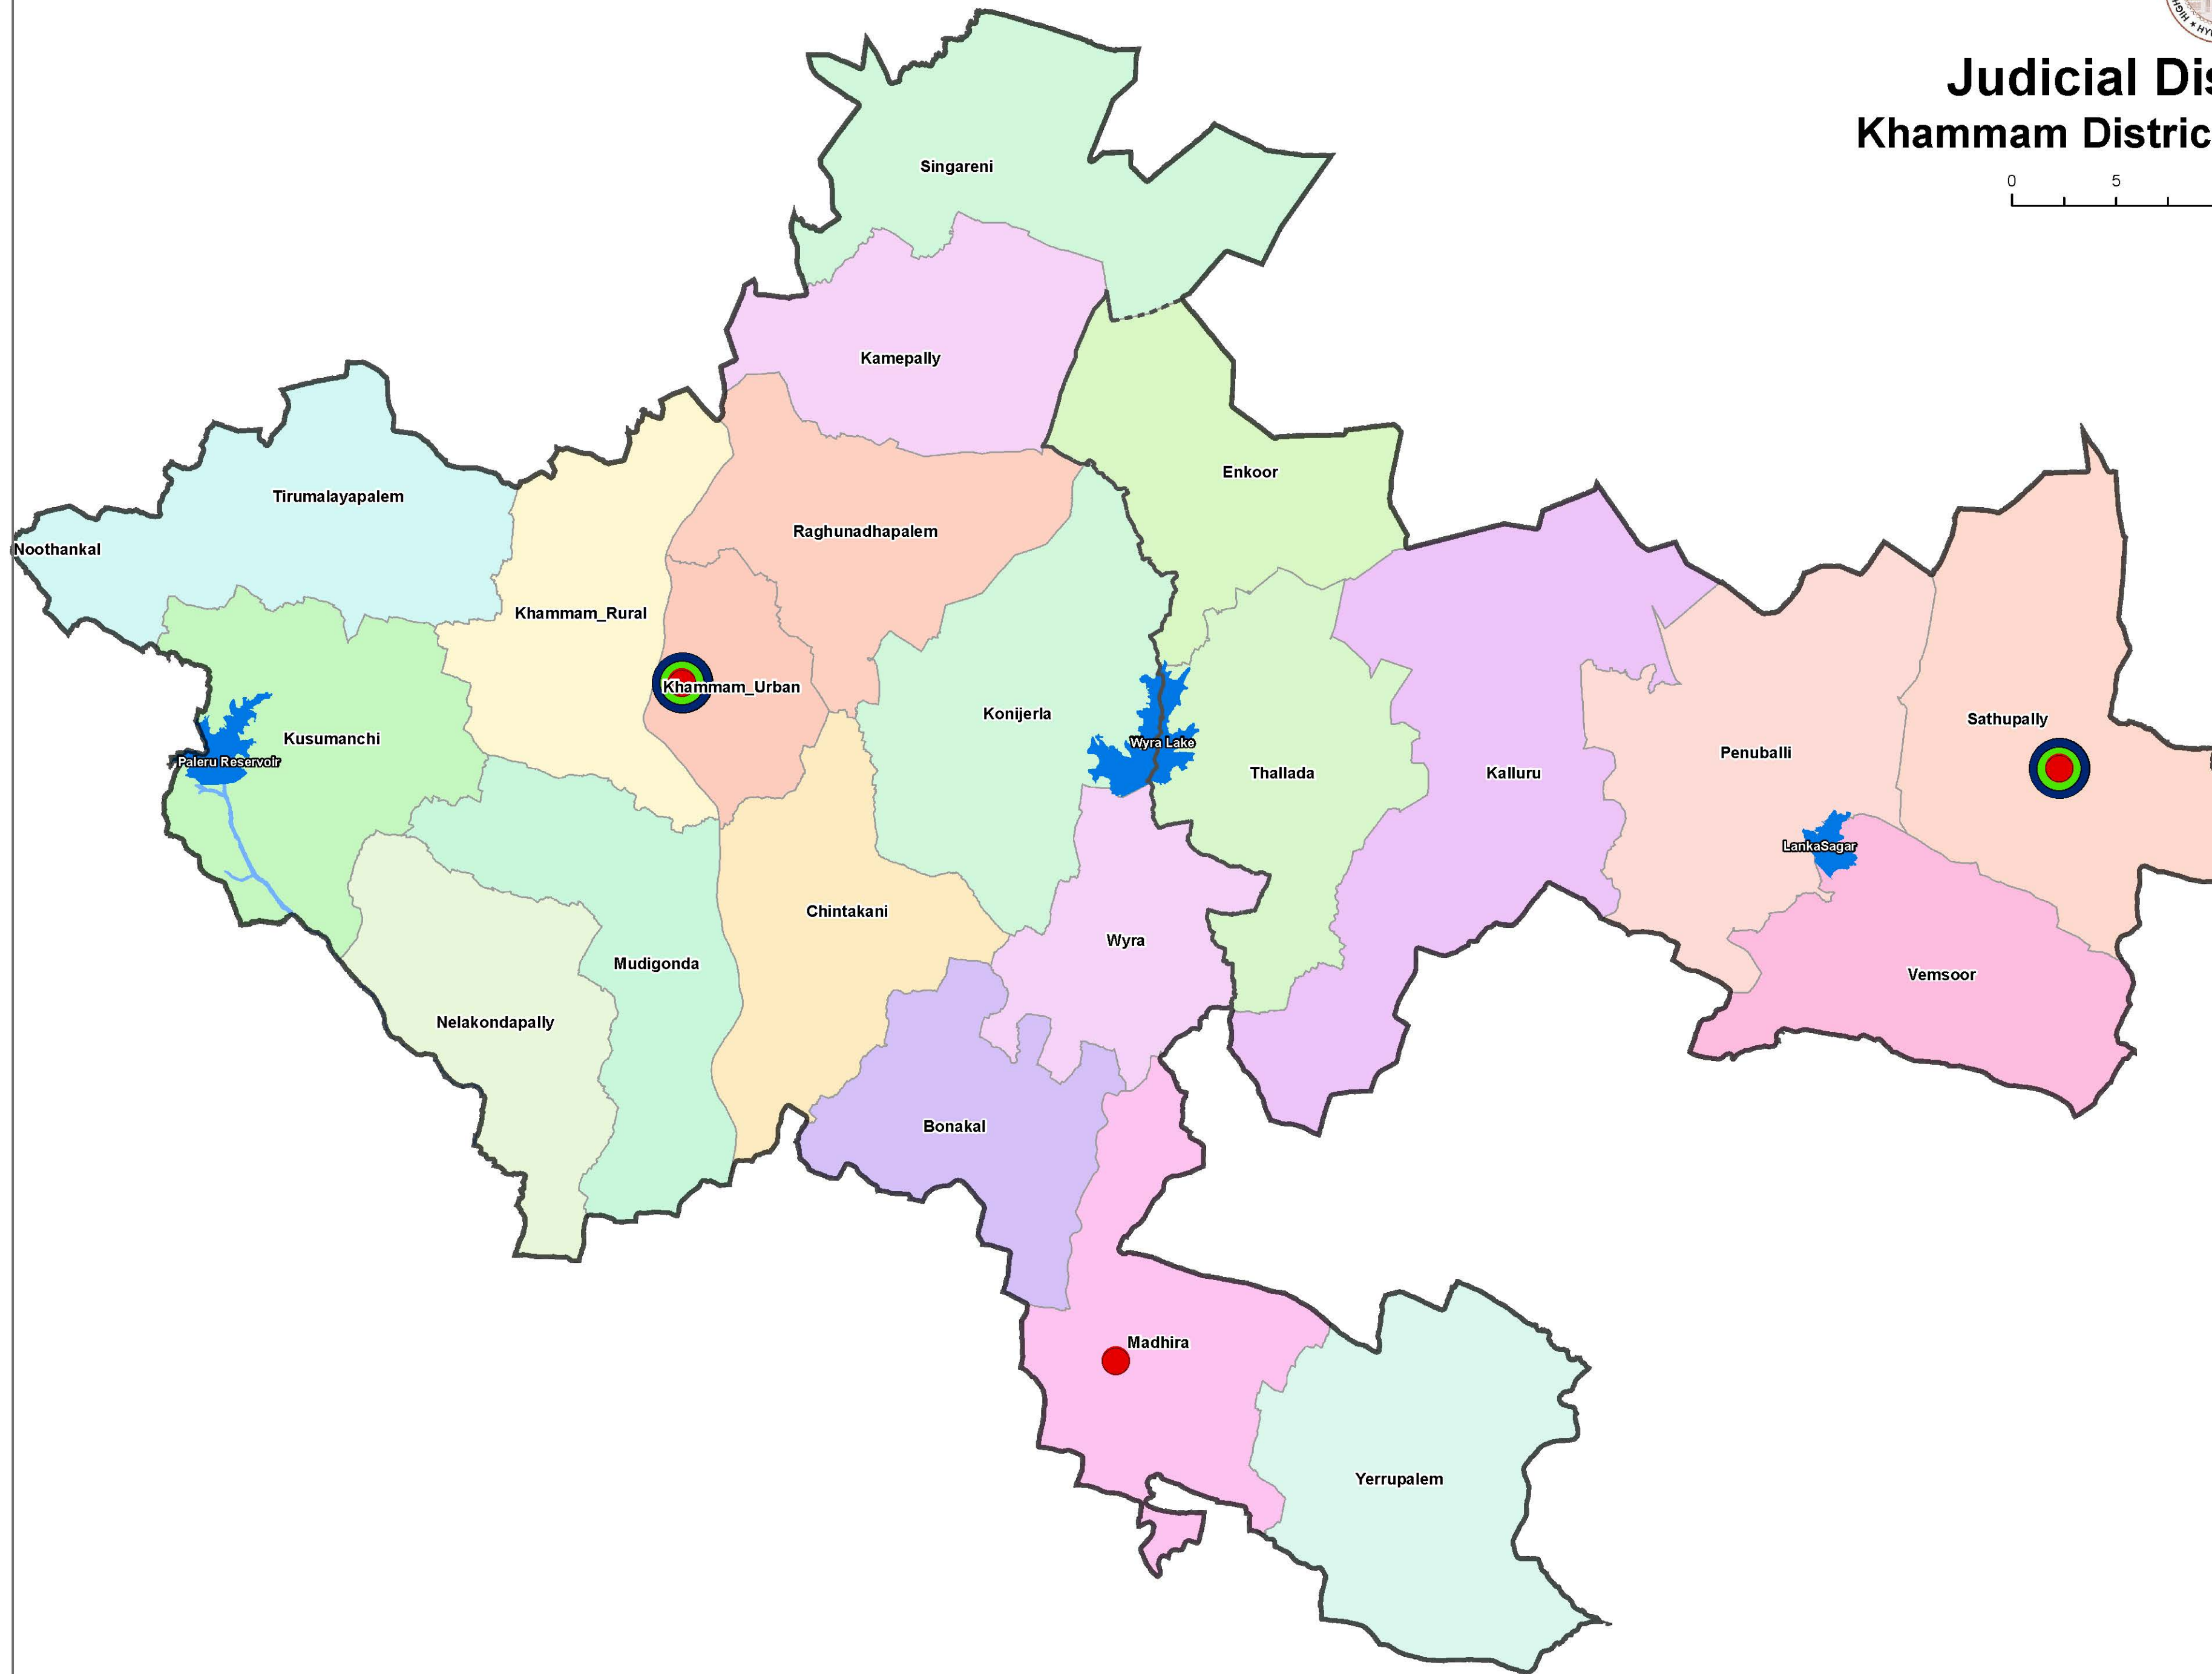 Judicial Dis
Khammam Distric
0 5
Singareni
Kamepally
Enkoor
Tirumalayapalem
Raghunadhapalem
Noothankal
Khammam_Rural
Khammam_Urban
Konijerla
Sathupally
Kusumanchi
Wyra Lake
Penuballi
Paleru Reservoir
Thallada
Kalluru
LankaSagar
Chintakani
Wyra
Mudigonda
Vemsoor
Nelakondapally
Bonakal
Madhira
Yerrupalem